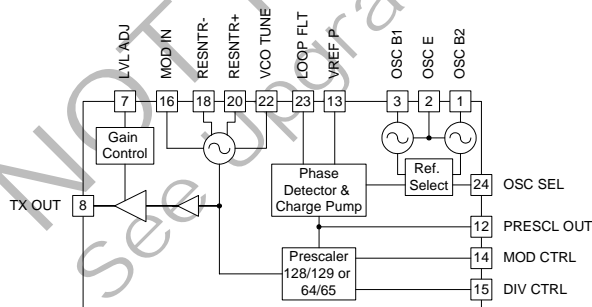 LVL ADJ
MOD IN
RESNTR-
RESNTR+
VCO TUNE
LOOP FLT
VREF P
OSC B1
OSC E
OSC B2
7
16
18
20
22
23
13
3
2
1
Gain
Control
Phase
Detector &
Charge Pump
Ref.
Select
24
OSC SEL
TX OUT
8
12
PRESCL OUT
Prescaler
128/129 or
64/65
14
MOD CTRL
15
DIV CTRL
NOT
See Upgra